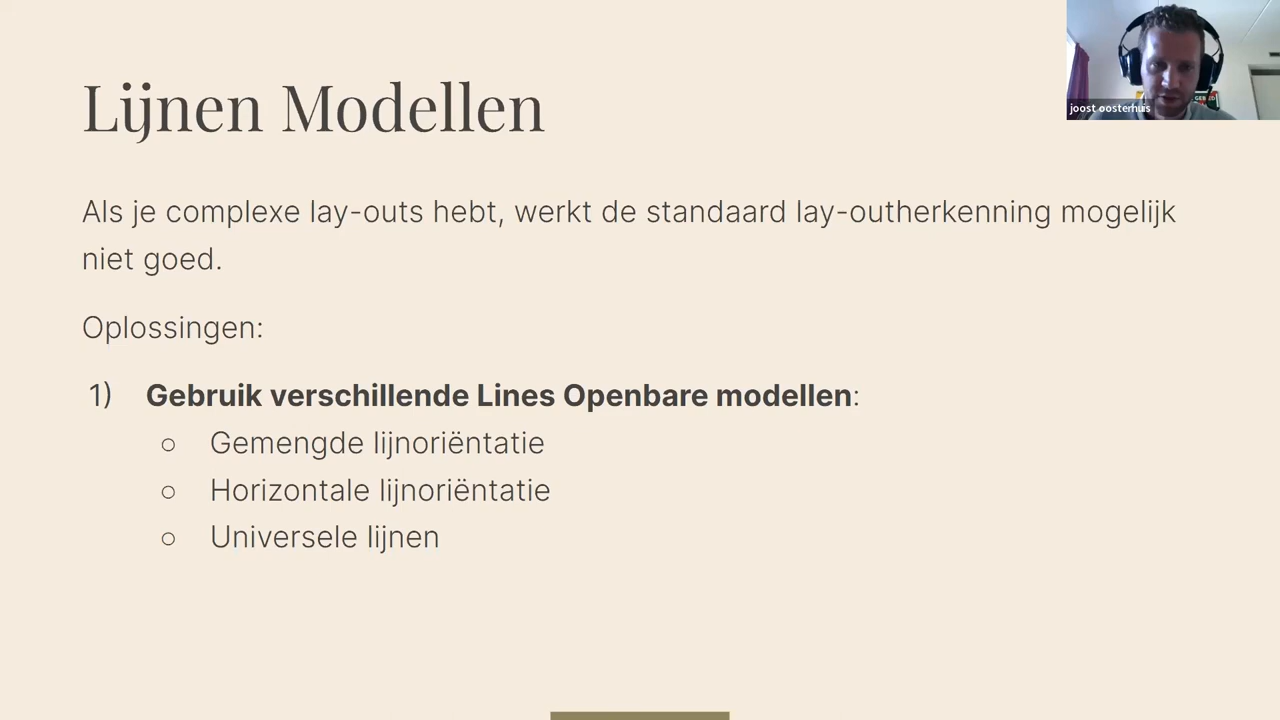 Lijnen Modellen
joost oosterhuis
Als je complexe lay-outs hebt, werkt de standaard lay-outherkenning mogelijk
niet goed.
Oplossingen:
1) Gebruik verschillende Lines Openbare modellen:
○ Gemengde lijnoriëntatie
○ Horizontale lijnoriëntatie
○ Universele lijnen